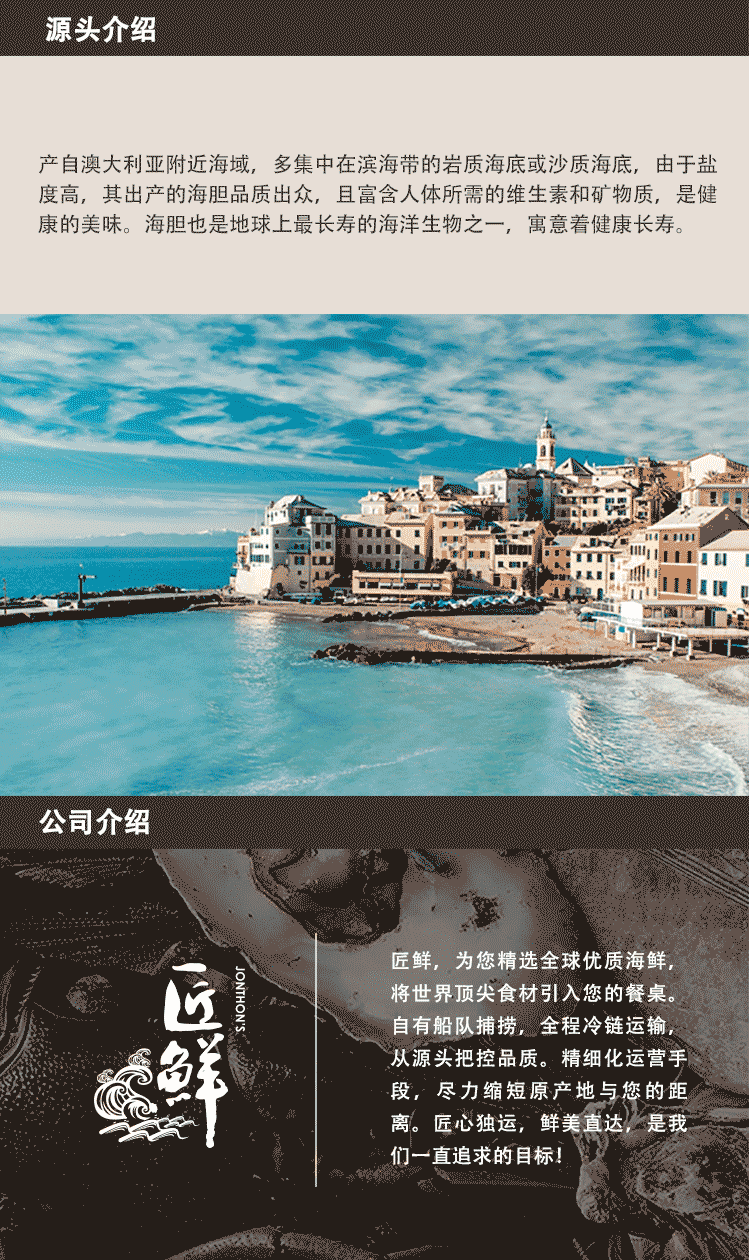 源头介绍
产自澳大利亚附近海域，多集中在滨海带的岩质海底或沙质海底，由于盐
度高，其出产的海胆品质出众，且富含人体所需的维生素和矿物质，是健
康的美味。海胆也是地球上最长寿的海洋生物之一，寓意着健康长寿。
公司介绍
匠鲜
JONTHON'S
匠鲜，为您精选全球优质海鲜，
将世界顶尖食材引入您的餐桌。
自有船队捕捞，全程冷链运输，
从源头把控品质。精细化运营手
段，尽力缩短原产地与您的距
离。匠心独运，鲜美直达，是我
们一直追求的目标！